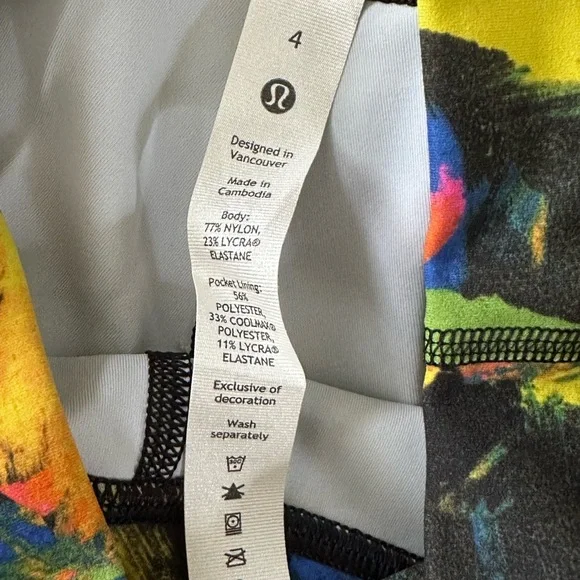 4
Designed in
Vancouver
Made in
Cambodia
Body:
77% NYLON,
23% LYCRA®
ELASTANE
Pocket Lining:
56%
POLYESTER,
33% COOLMAX®
POLYESTER,
11% LYCRA®
ELASTANE
Exclusive of
decoration
Wash
separately